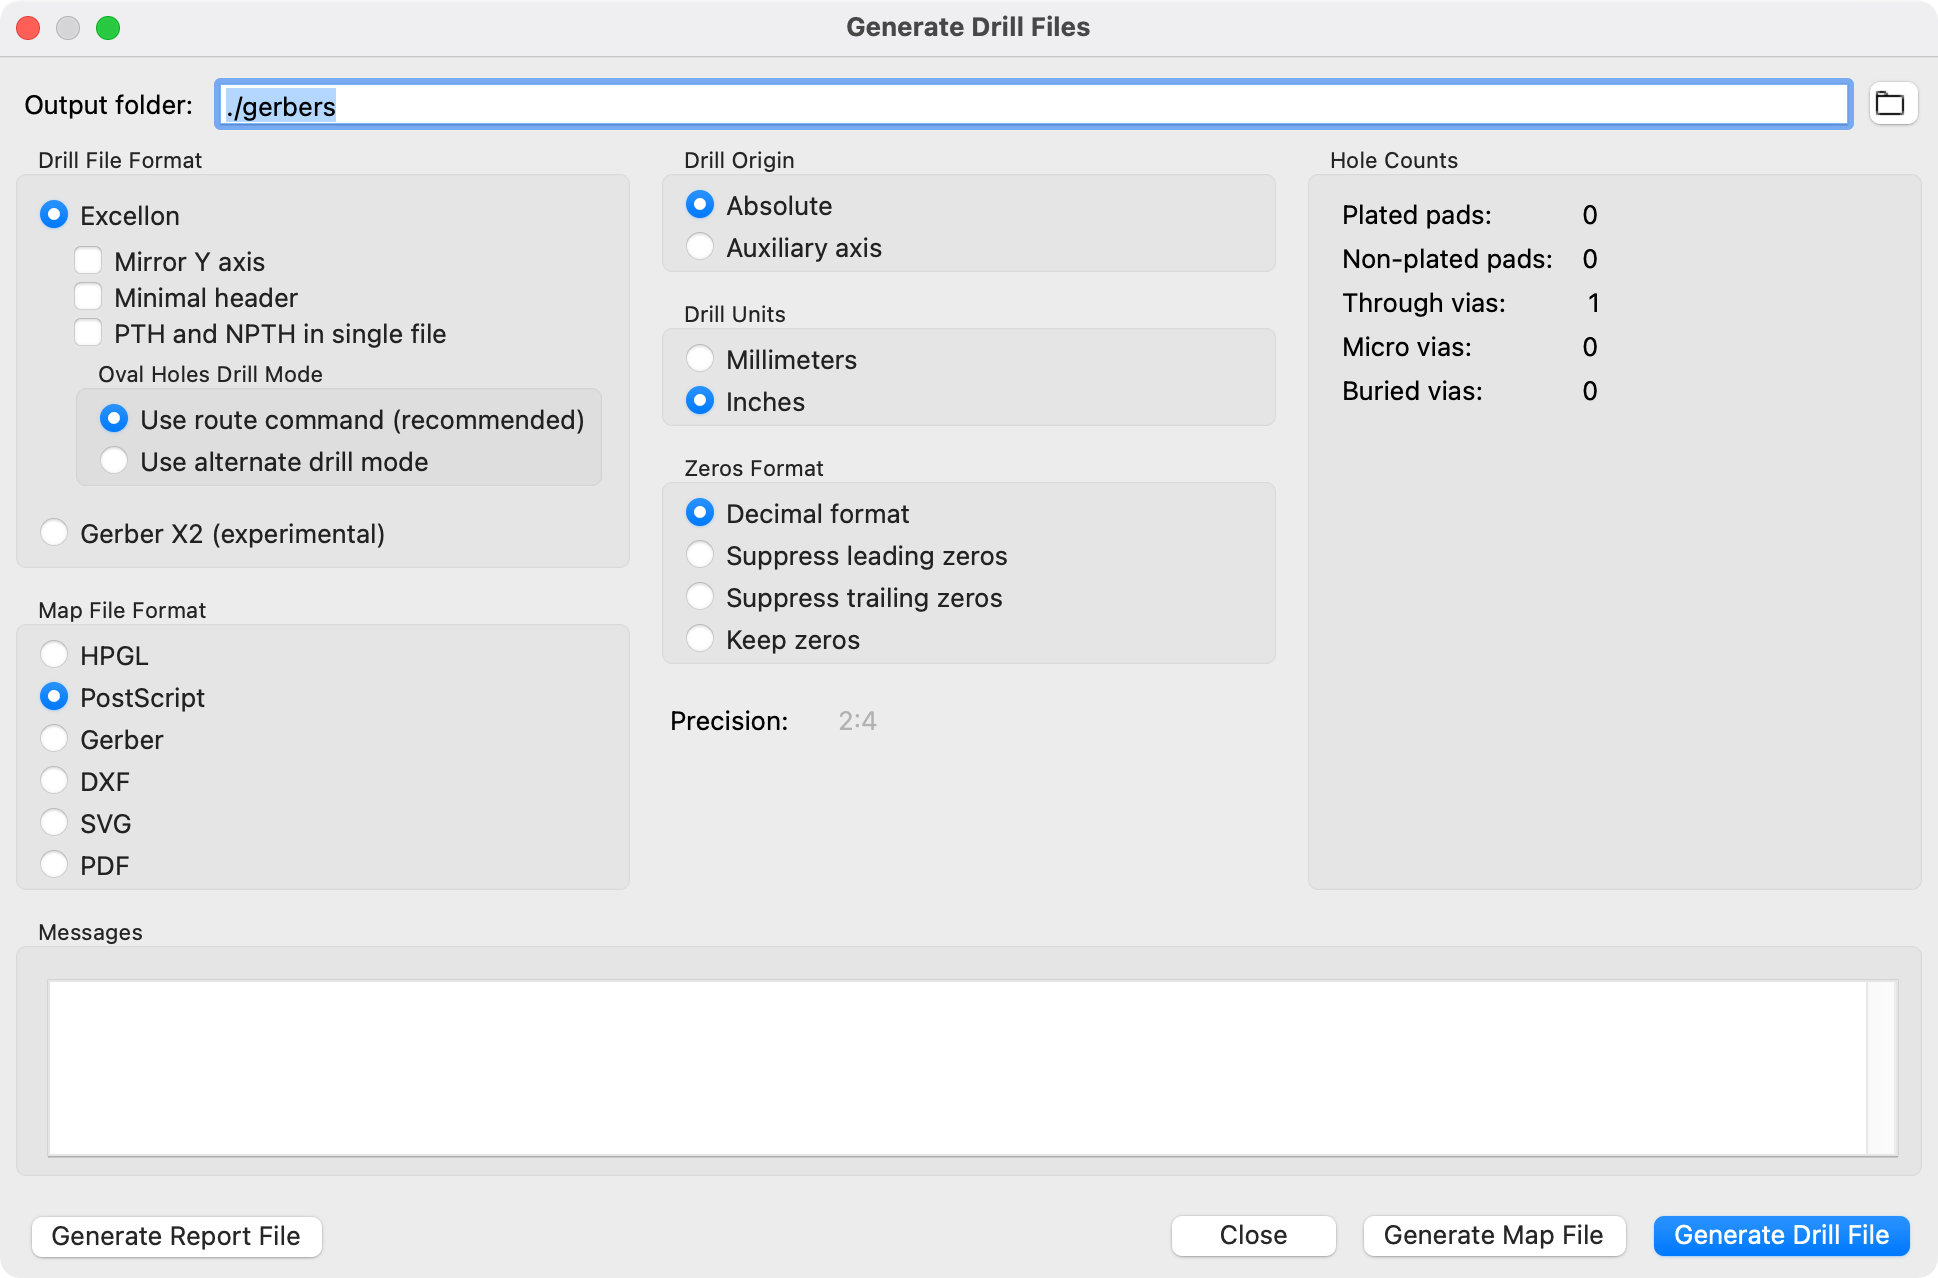 Generate Drill Files
Output folder: ./gerbers
Drill File Format
Excellon
Mirror Y axis
Minimal header
PTH and NPTH in single file
Oval Holes Drill Mode
Use route command (recommended)
Use alternate drill mode
Gerber X2 (experimental)
Map File Format
HPGL
PostScript
Gerber
DXF
SVG
PDF
Drill Origin
Absolute
Auxiliary axis
Drill Units
Millimeters
Inches
Zeros Format
Decimal format
Suppress leading zeros
Suppress trailing zeros
Keep zeros
Precision: 2:4
Hole Counts
Plated pads: 0
Non-plated pads: 0
Through vias: 1
Micro vias: 0
Buried vias: 0
Messages
Generate Report File
Close
Generate Map File
Generate Drill File